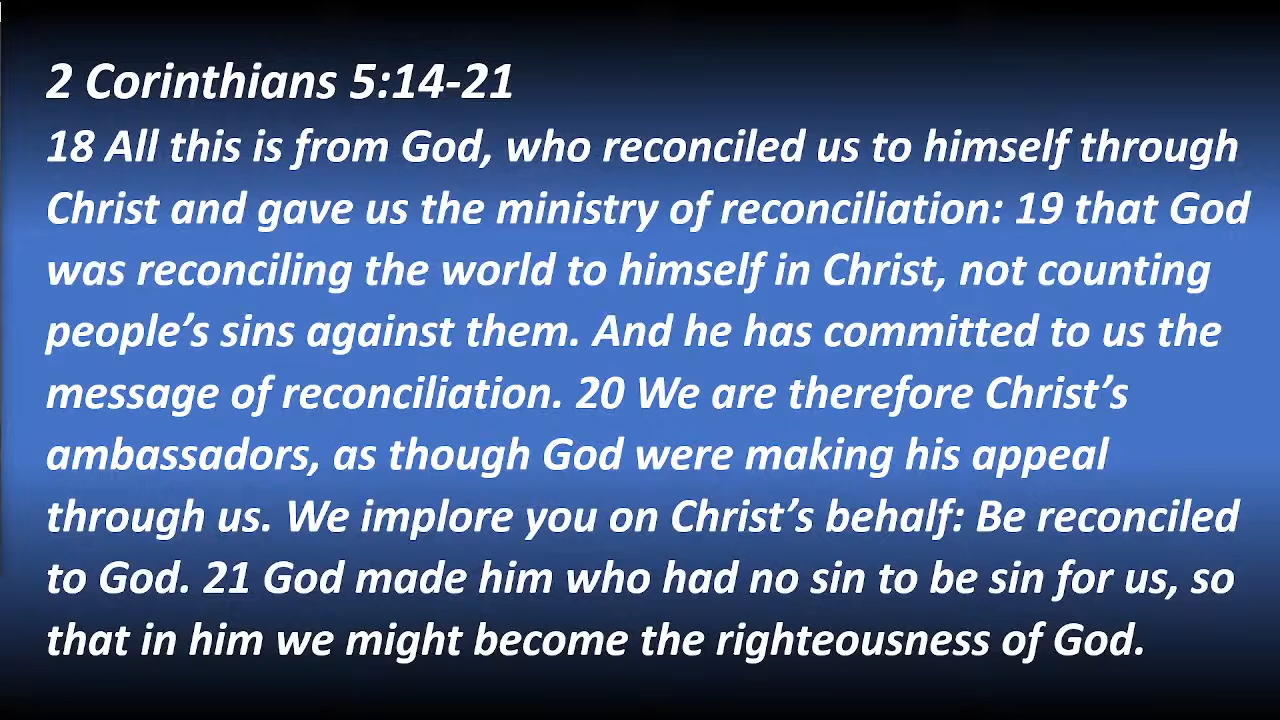 2 Corinthians 5:14-21
18 All this is from God, who reconciled us to himself through
Christ and gave us the ministry of reconciliation: 19 that God
was reconciling the world to himself in Christ, not counting
people’s sins against them. And he has committed to us the
message of reconciliation. 20 We are therefore Christ’s
ambassadors, as though God were making his appeal
through us. We implore you on Christ’s behalf: Be reconciled
to God. 21 God made him who had no sin to be sin for us, so
that in him we might become the righteousness of God.